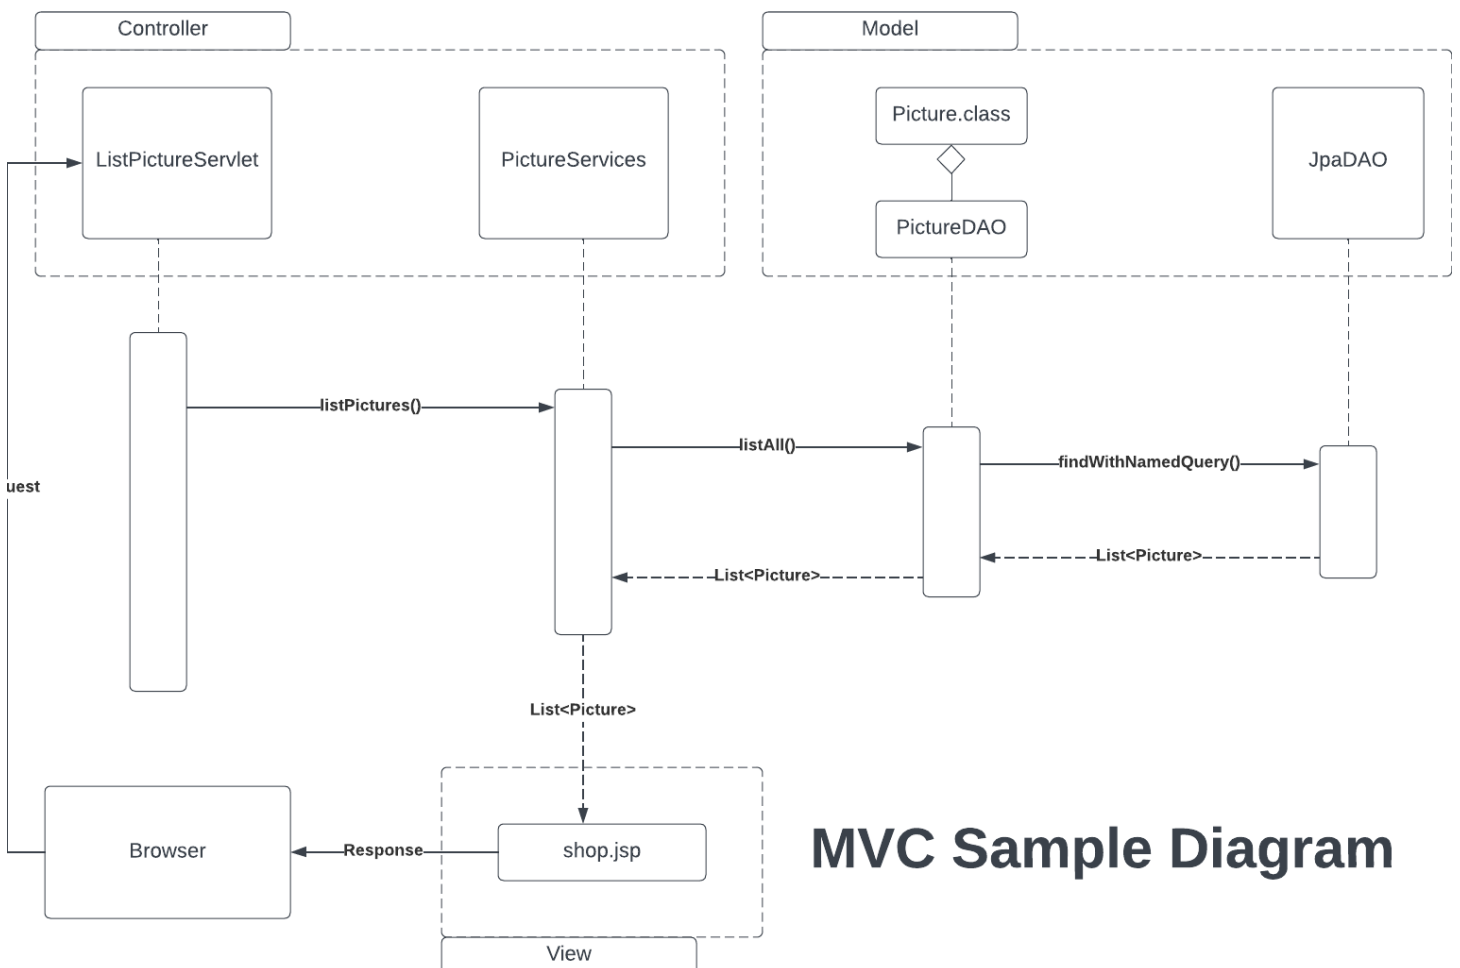 Controller
Model
ListPictureServlet
PictureServices
Picture.class
PictureDAO
JpaDAO
listPictures()
listAll()
findWithNamedQuery()
uest
List<Picture>
List<Picture>
List<Picture>
Browser
Response
shop.jsp
MVC Sample Diagram
View